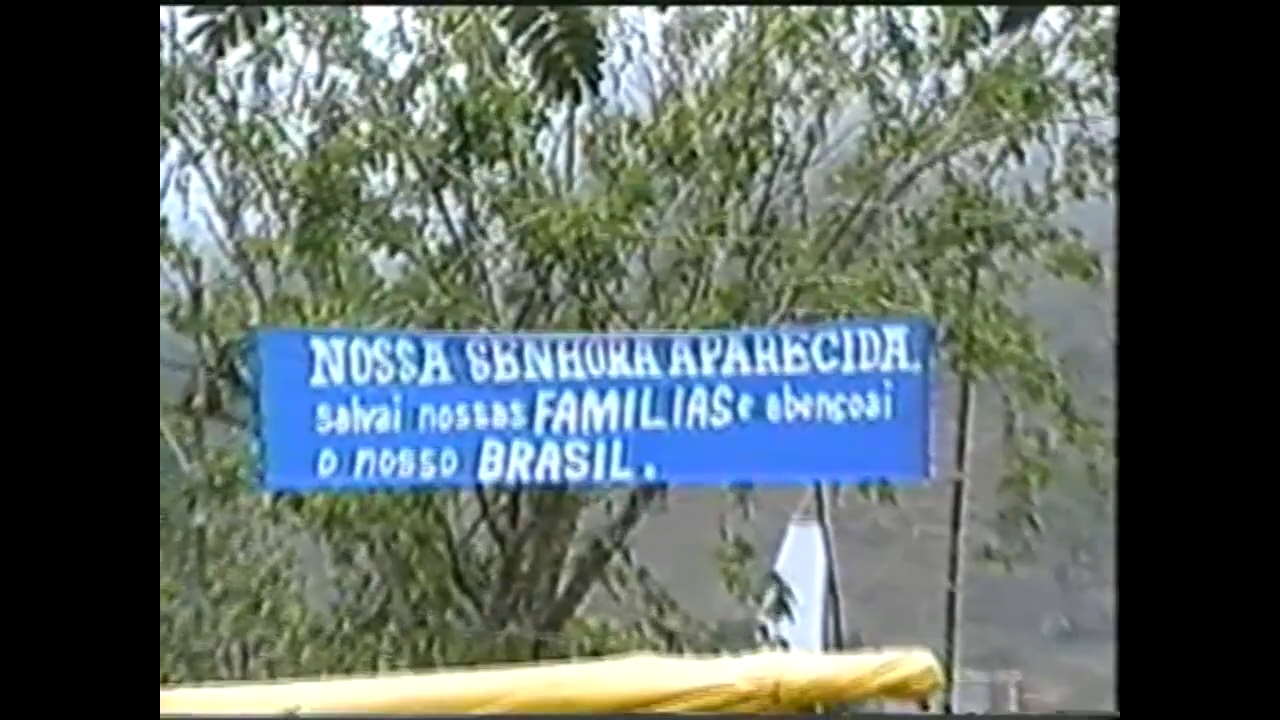 NOSSA SENHORA APARECIDA,
salvai nossas FAMILIAS e abençoai
o nosso BRASIL.